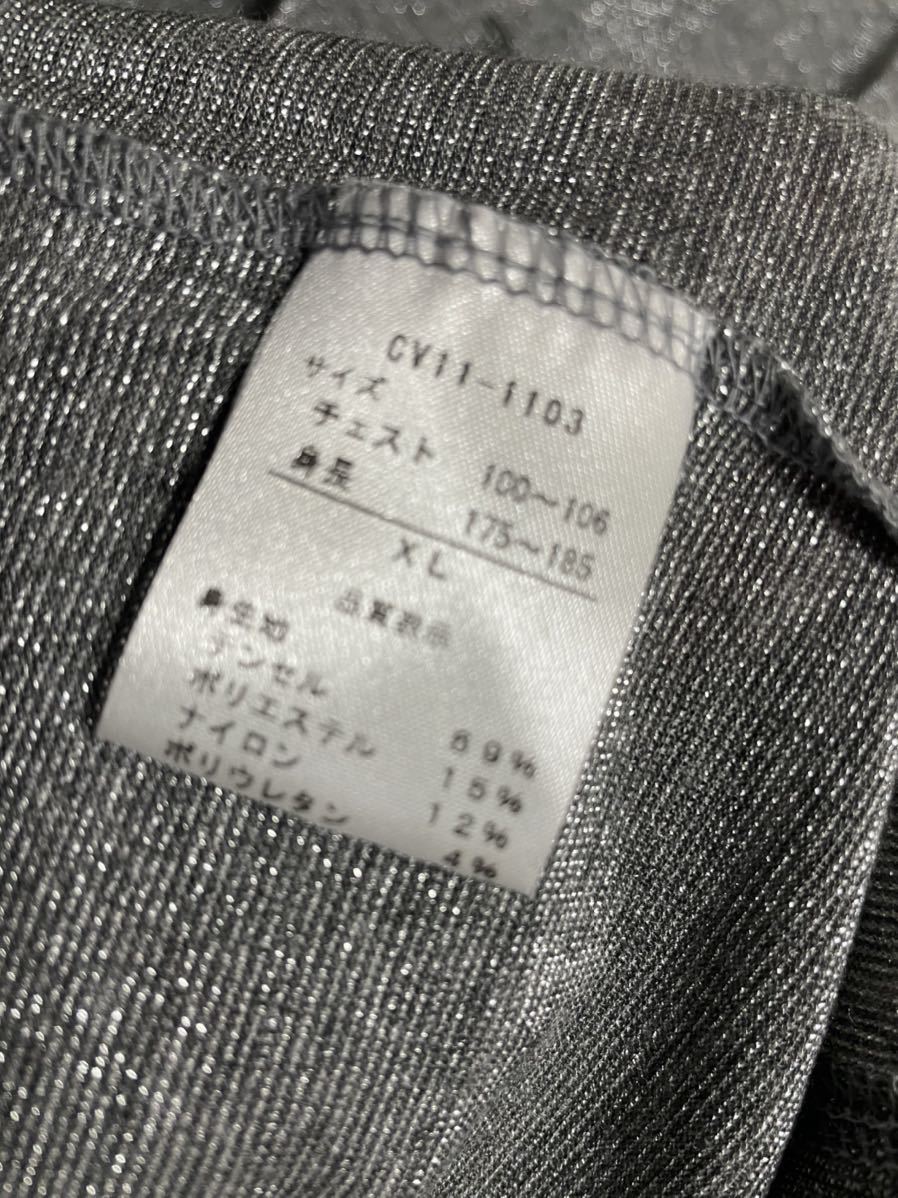 CV11-1103
サイズ
チェスト 100～106
身長 175～185
XL
品質表示
身生地
テンセル 69%
ポリエステル 15%
ナイロン 12%
ポリウレタン 4%